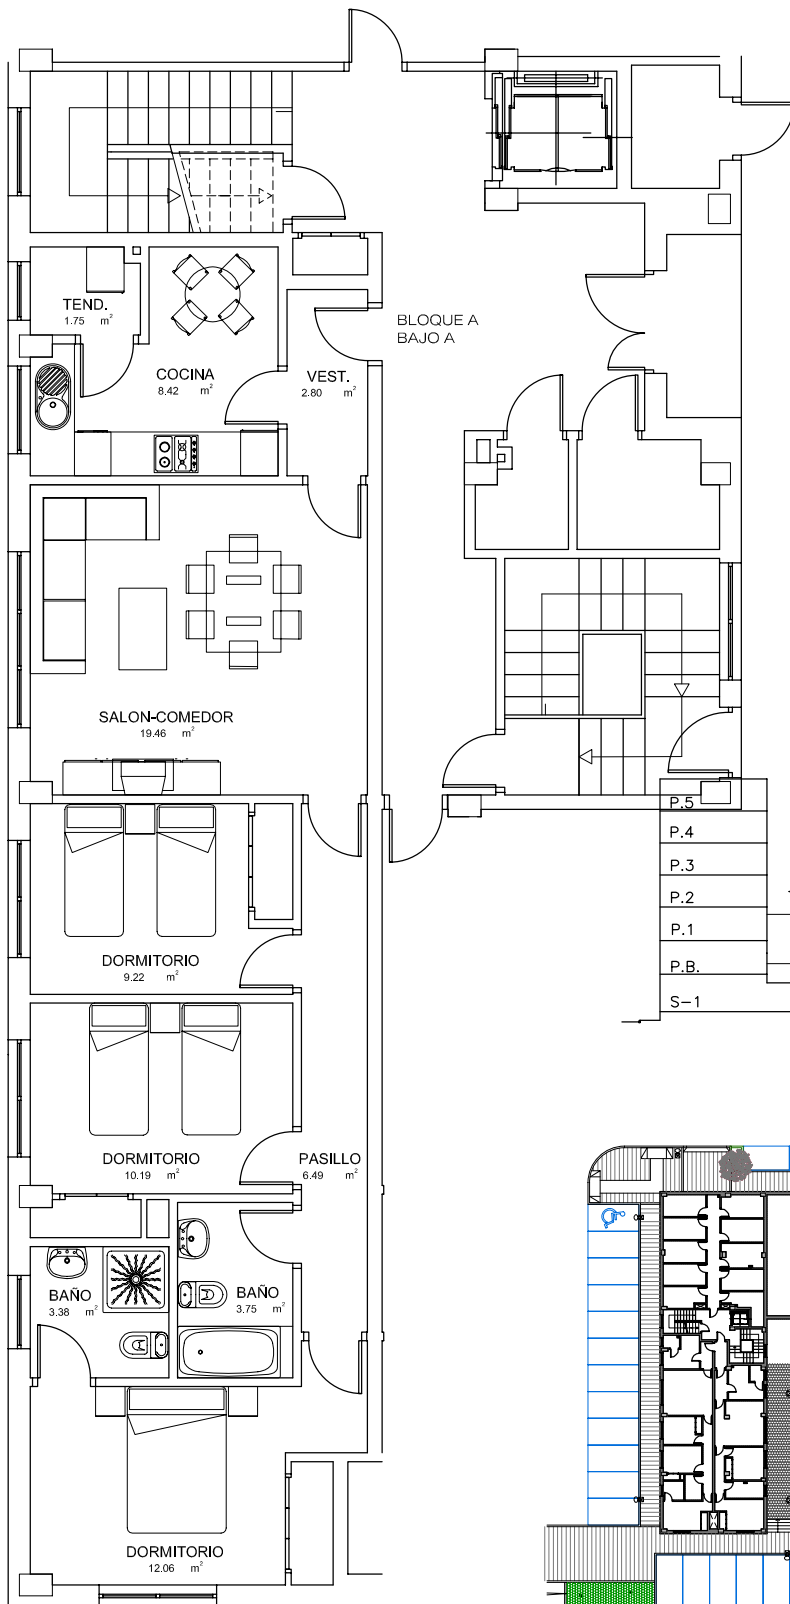 TEND.
1.75 m²
BLOQUE A
BAJO A
COCINA
8.42 m²
VEST.
2.80 m²
SALON-COMEDOR
19.46 m²
P.5
P.4
P.3
P.2
P.1
P.B.
S-1
DORMITORIO
9.22 m²
DORMITORIO
10.19 m²
PASILLO
6.49 m²
BAÑO
3.38 m²
BAÑO
3.75 m²
DORMITORIO
12.06 m²